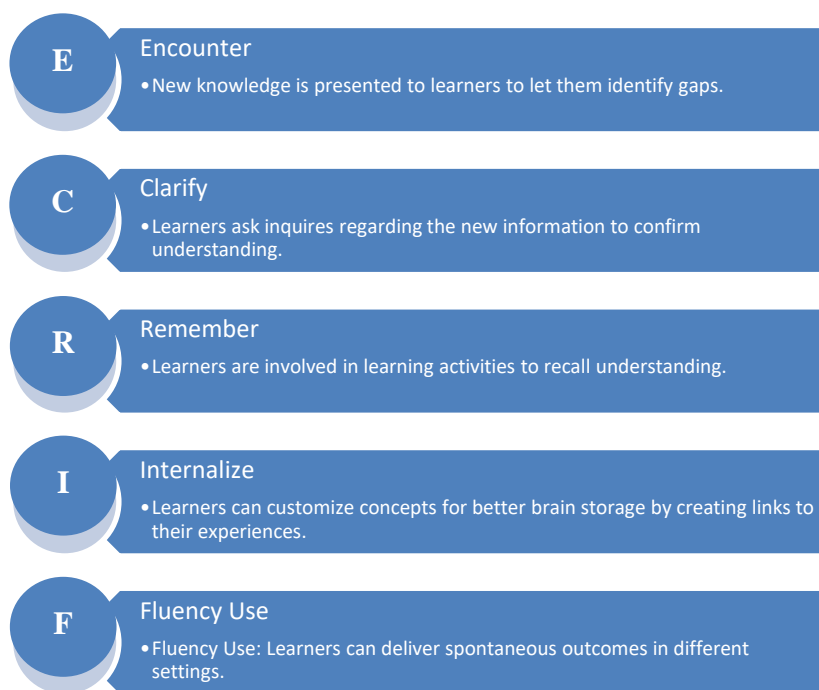 E
Encounter
•New knowledge is presented to learners to let them identify gaps.
C
Clarify
•Learners ask inquires regarding the new information to confirm
understanding.
R
Remember
•Learners are involved in learning activities to recall understanding.
I
Internalize
•Learners can customize concepts for better brain storage by creating links to
their experiences.
F
Fluency Use
•Fluency Use: Learners can deliver spontaneous outcomes in different
settings.